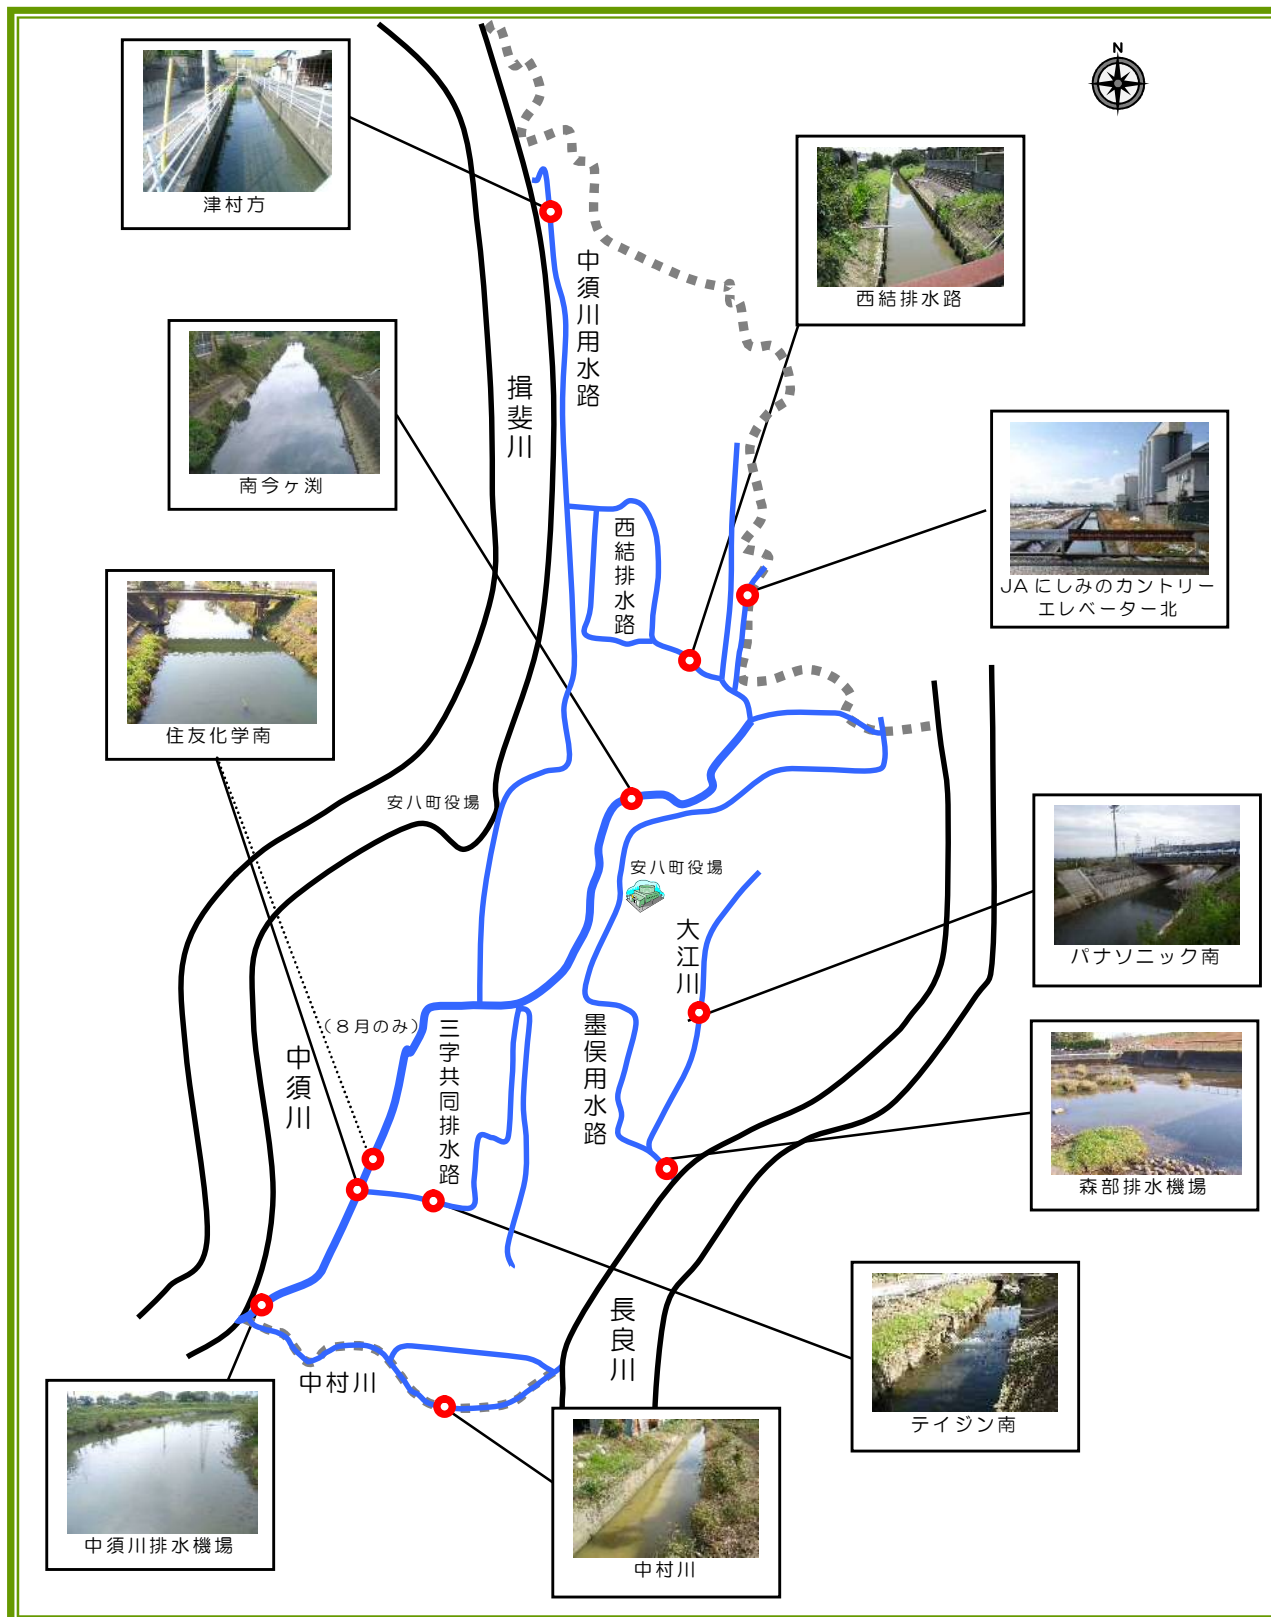 N
津村方
西結排水路
中須川用水路
揖斐川
南今ヶ渕
JAにしみのカントリー
エレベーター北
西結排水路
住友化学南
安八町役場
安八町役場
パナソニック南
大江川
(8月のみ)
三字共同排水路
墨俣用水路
中須川
森部排水機場
長良川
中村川
テイジン南
中須川排水機場
中村川